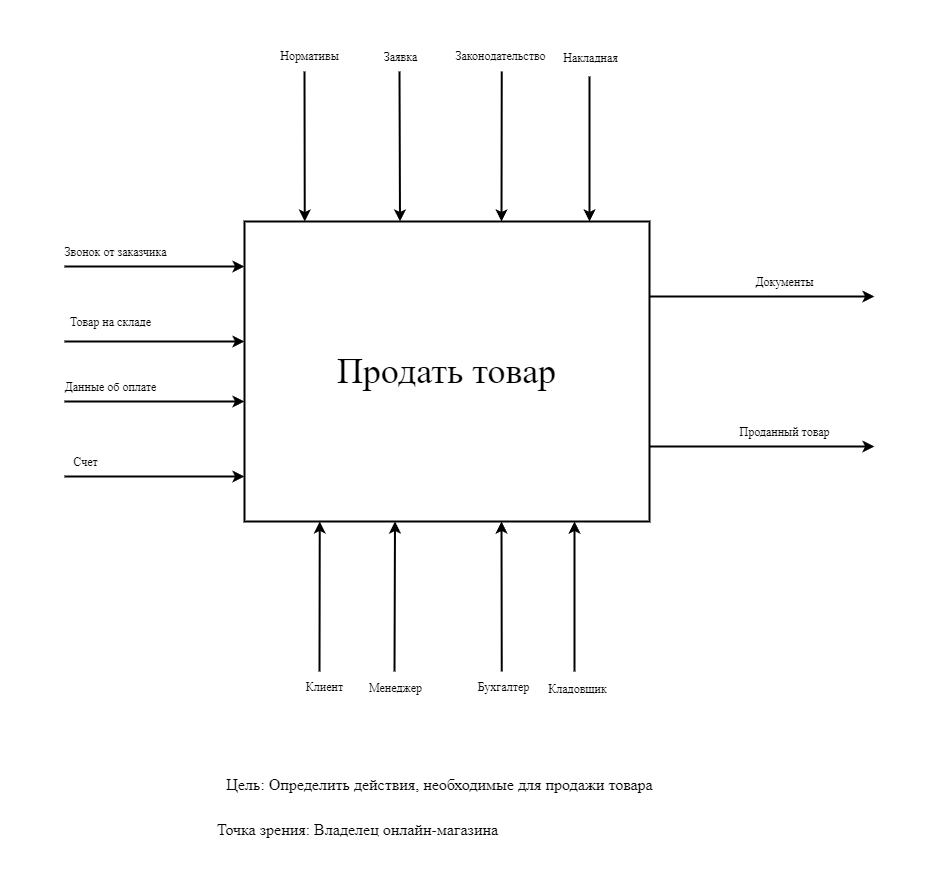 Нормативы
Заявка
Законодательство
Накладная
Звонок от заказчика
Товар на складе
Данные об оплате
Счет
Продать товар
Документы
Проданный товар
Клиент
Менеджер
Бухгалтер
Кладовщик
Цель: Определить действия, необходимые для продажи товара
Точка зрения: Владелец онлайн-магазина